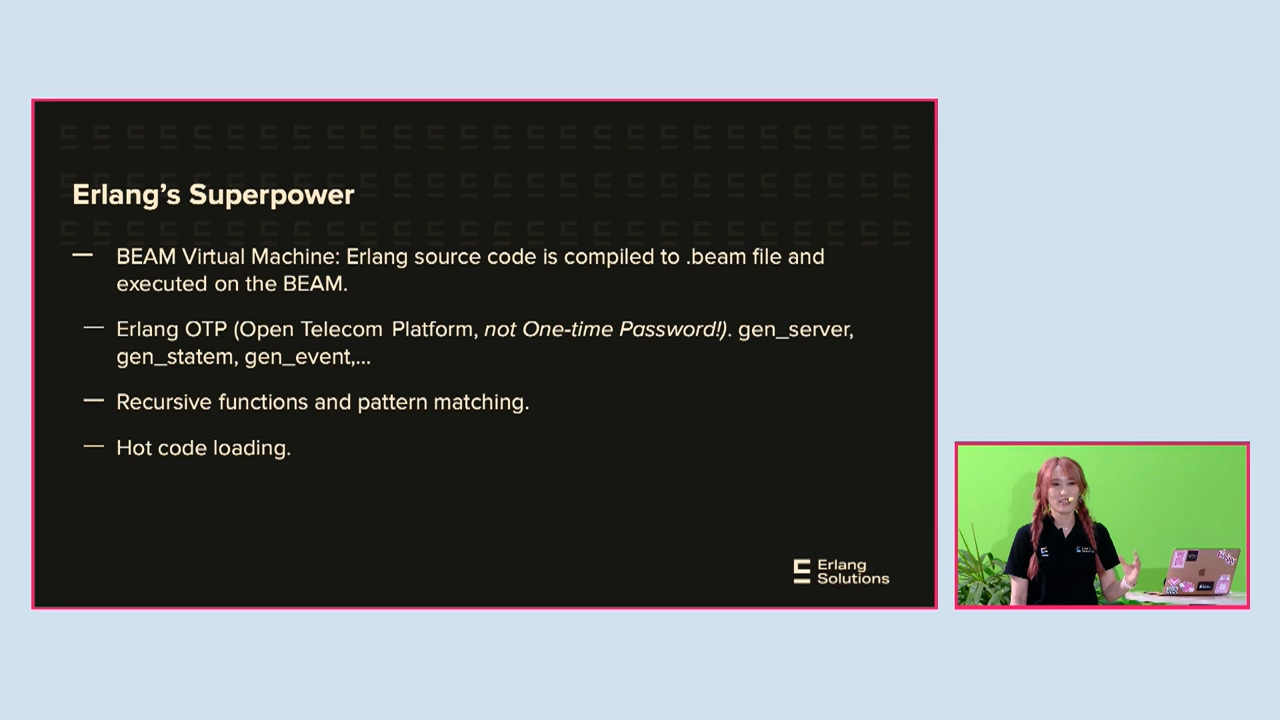 Erlang’s Superpower
— BEAM Virtual Machine: Erlang source code is compiled to .beam file and
executed on the BEAM.
— Erlang OTP (Open Telecom Platform, not One-time Password!). gen_server,
gen_statem, gen_event,...
— Recursive functions and pattern matching.
— Hot code loading.
Erlang
Solutions